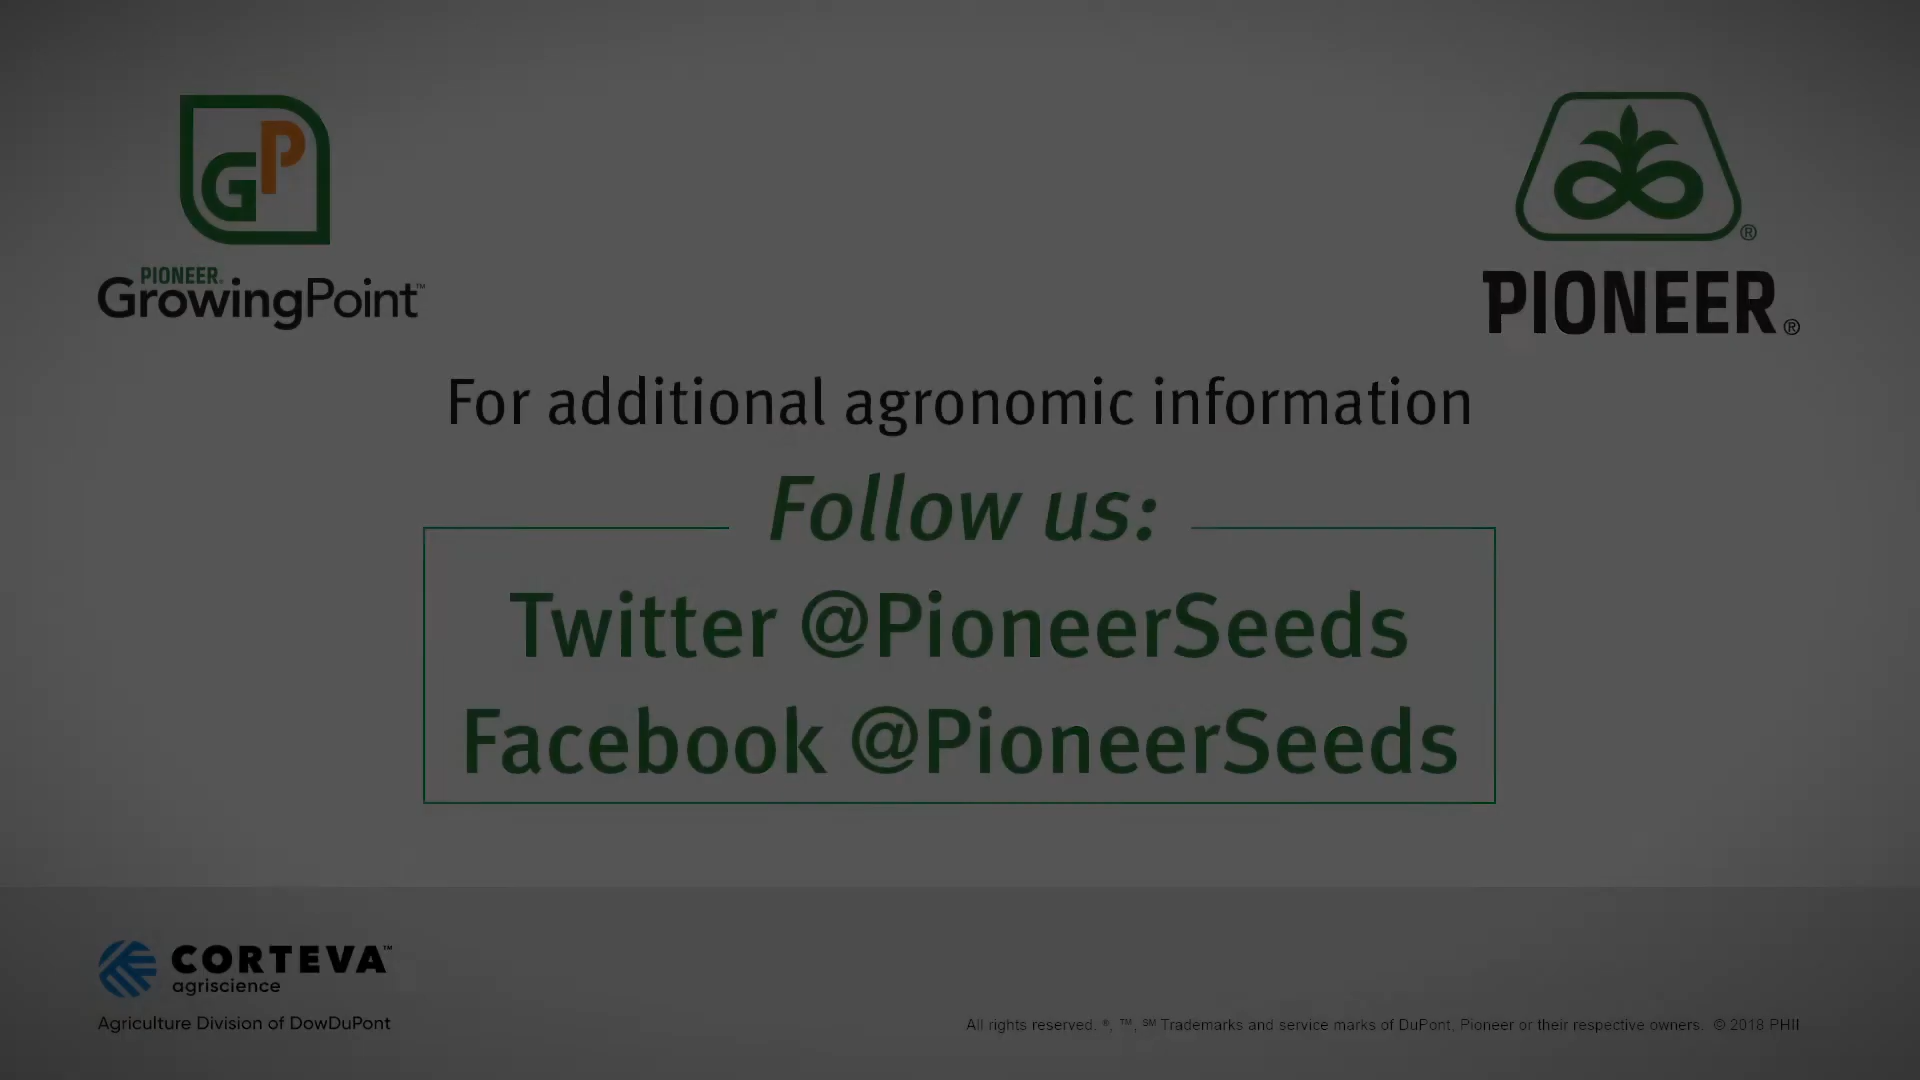 GP
PIONEER®
GrowingPoint™
®
PIONEER®
For additional agronomic information
Follow us:
Twitter @PioneerSeeds
Facebook @PioneerSeeds
CORTEVA™
agriscience
Agriculture Division of DowDuPont
All rights reserved. ®, ™, ℠ Trademarks and service marks of DuPont, Pioneer or their respective owners. © 2018 PHII